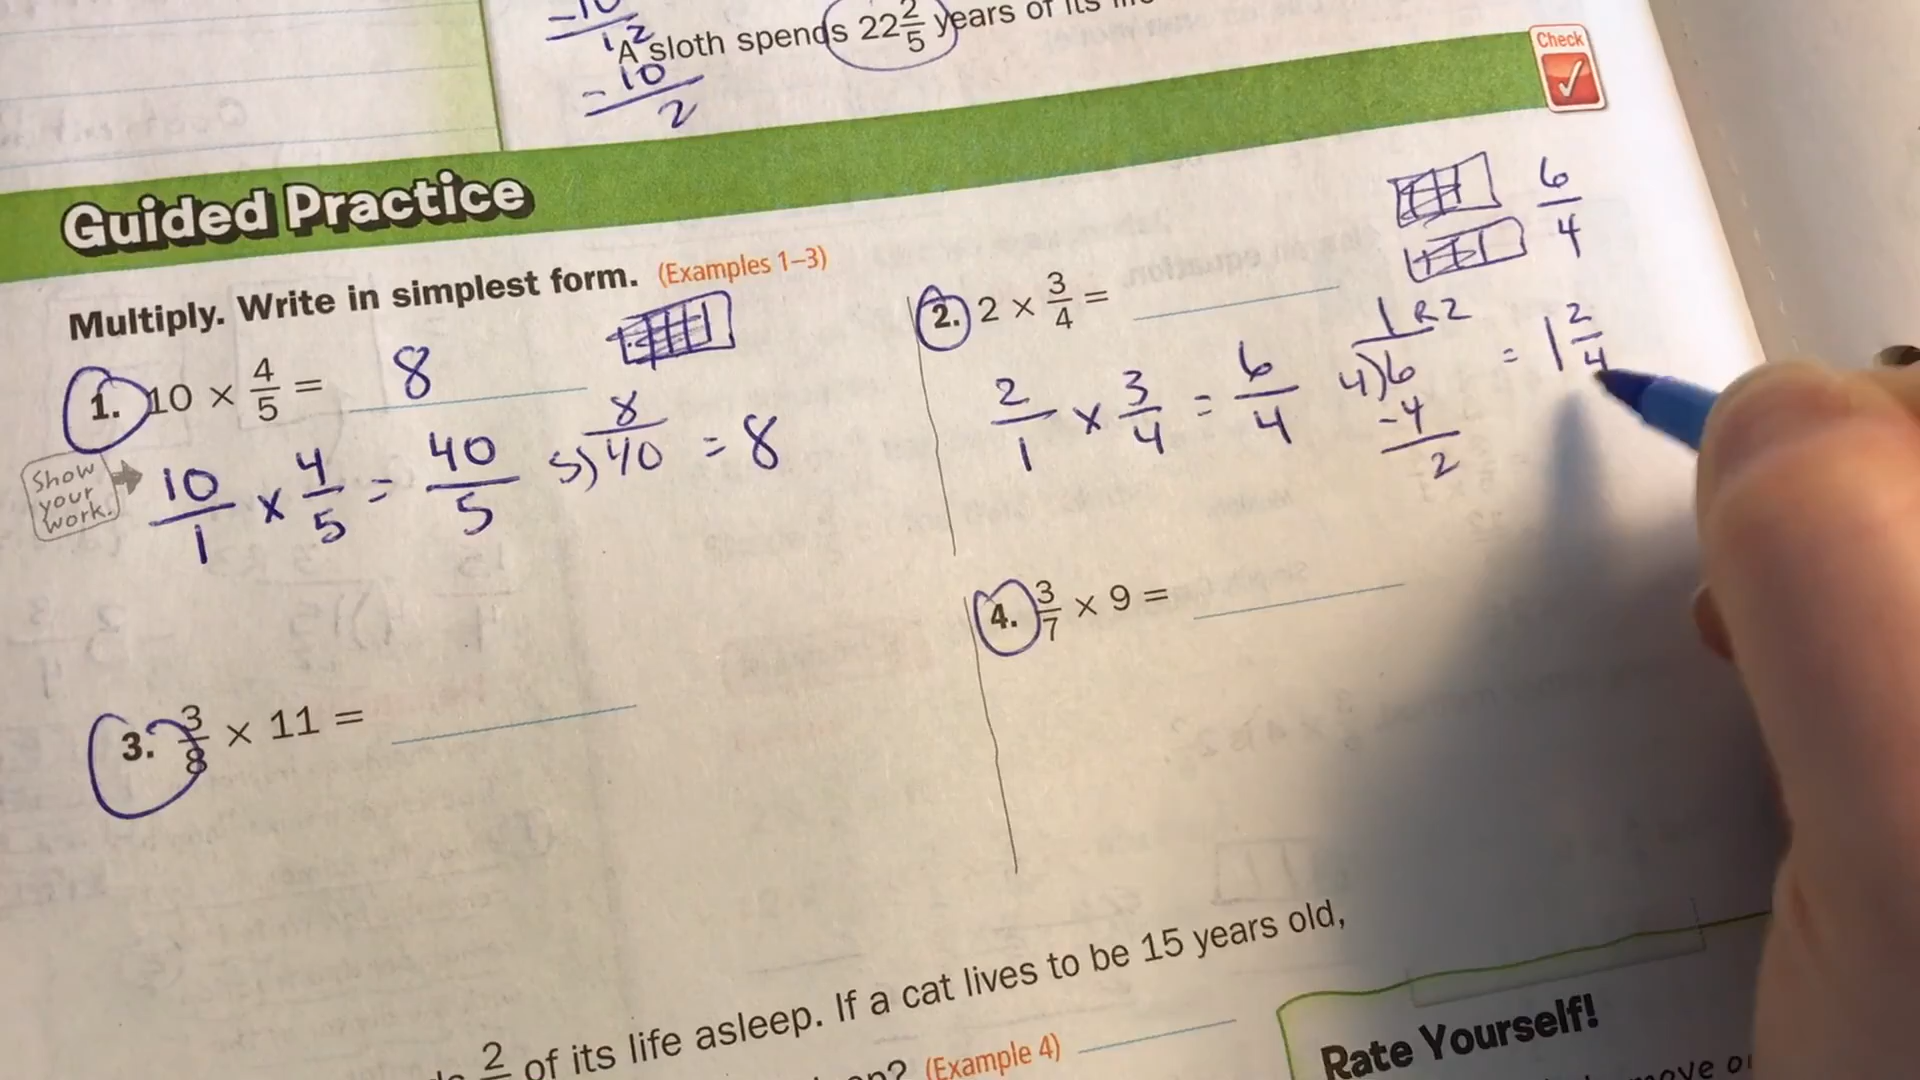 -10
12
-10
2
A sloth spends 22 2/5 years of its
Check
Guided Practice
Multiply. Write in simplest form. (Examples 1–3)
1. 10 × 4/5 = 8
Show your work.
10/1 × 4/5 = 40/5 5)40 8 = 8
2. 2 × 3/4 =
6/4
2/1 × 3/4 = 6/4 4)6 1 R2 = 1 2/4
-4
2
3. 3/8 × 11 =
4. 3/7 × 9 =
2/ of its life asleep. If a cat lives to be 15 years old,
(Example 4)
Rate Yourself!
move